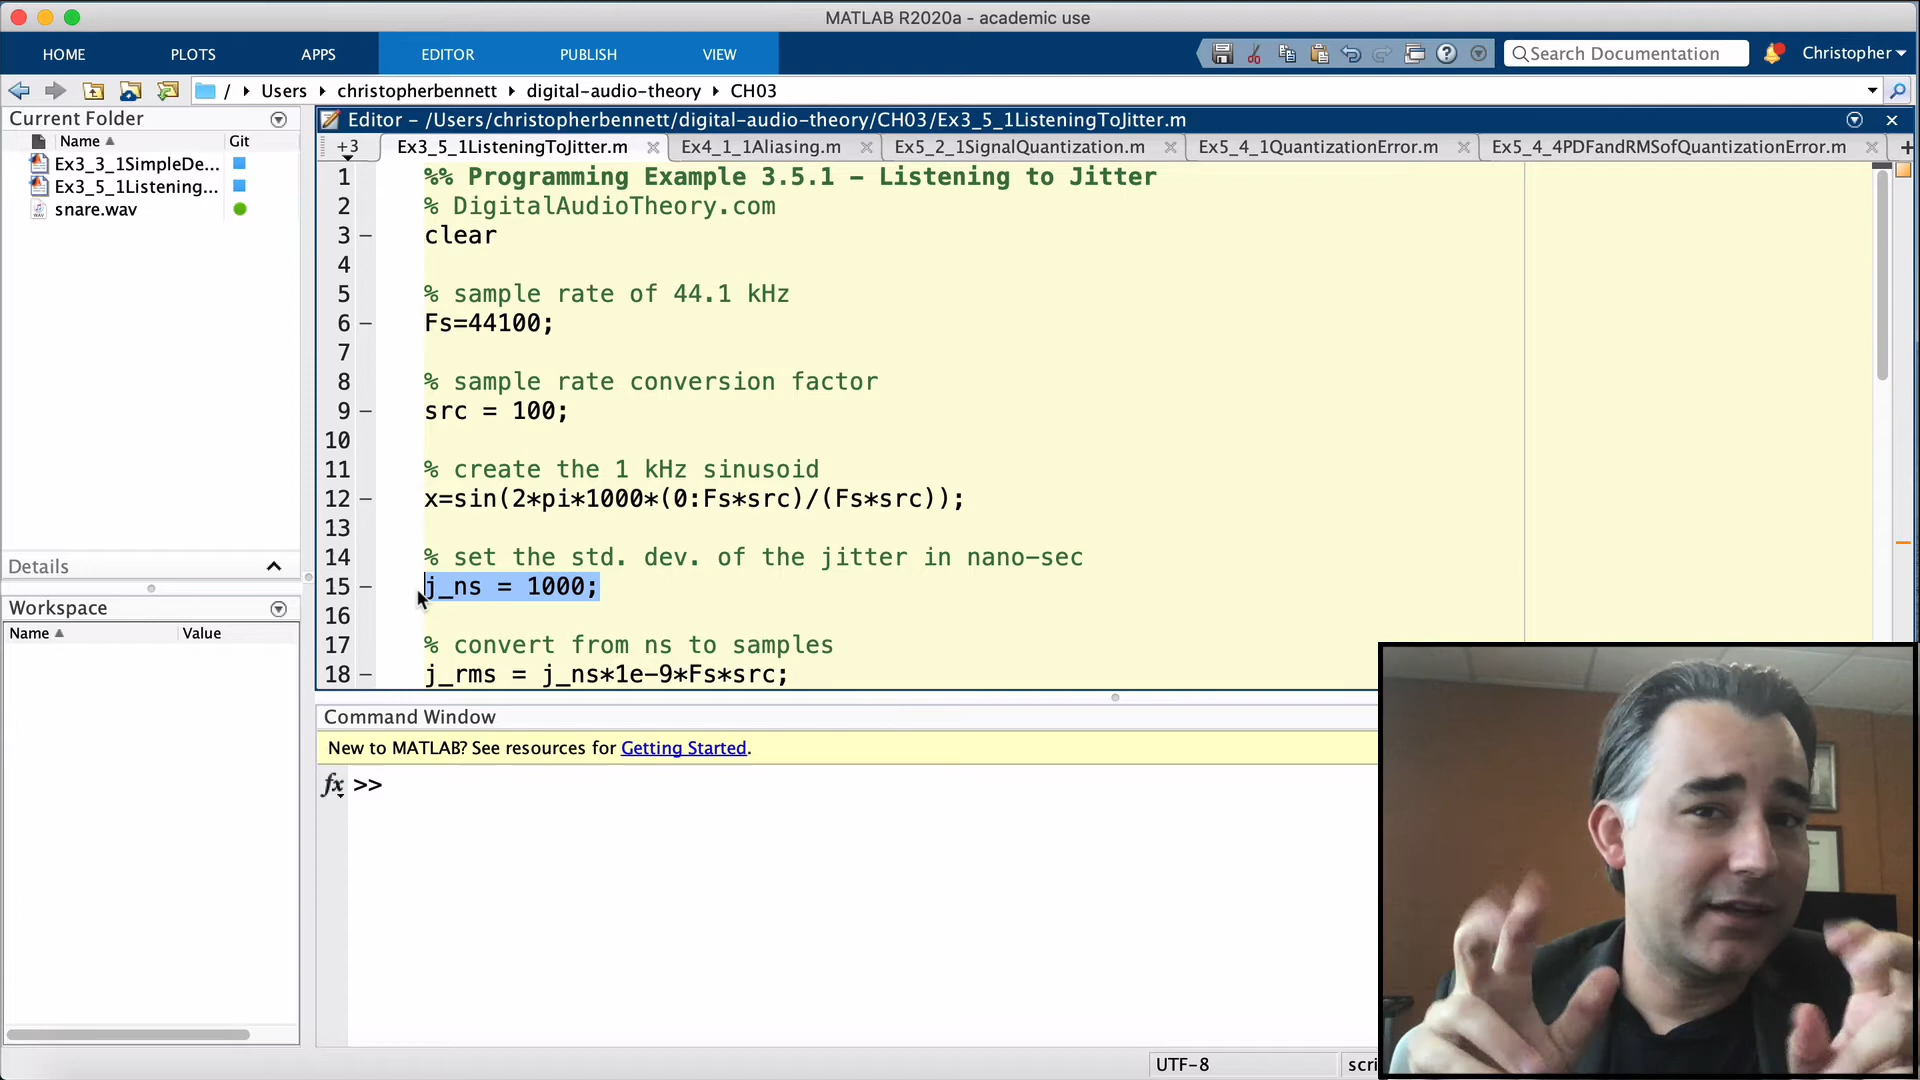 MATLAB R2020a - academic use
HOME PLOTS APPS EDITOR PUBLISH VIEW
Search Documentation
Christopher
/ Users christopherbennett digital-audio-theory CH03
Current Folder
Name Git
Ex3_3_1SimpleDe...
Ex3_5_1Listening...
snare.wav
Details
Workspace
Name Value
Editor – /Users/christopherbennett/digital-audio-theory/CH03/Ex3_5_1ListeningToJitter.m
+3 Ex3_5_1ListeningToJitter.m Ex4_1_1Aliasing.m Ex5_2_1SignalQuantization.m Ex5_4_1QuantizationError.m Ex5_4_4PDFandRMSofQuantizationError.m
1 %% Programming Example 3.5.1 – Listening to Jitter
2 % DigitalAudioTheory.com
3 – clear
4
5 % sample rate of 44.1 kHz
6 – Fs=44100;
7
8 % sample rate conversion factor
9 – src = 100;
10
11 % create the 1 kHz sinusoid
12 – x=sin(2*pi*1000*(0:Fs*src)/(Fs*src));
13
14 % set the std. dev. of the jitter in nano-sec
15 – j_ns = 1000;
16
17 % convert from ns to samples
18 – j_rms = j_ns*1e-9*Fs*src;
Command Window
New to MATLAB? See resources for Getting Started.
fx >>
UTF-8 scri